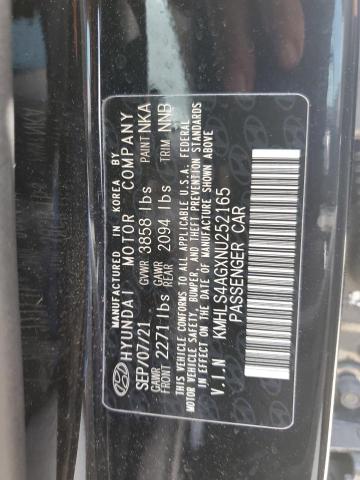 MANUFACTURED IN KOREA BY
HYUNDAI MOTOR COMPANY
SEP/07/21 GVWR 3858 lbs PAINT NKA
GAWR FRONT 2271 lbs GAWR REAR 2094 lbs TRIM NNB
THIS VEHICLE CONFORMS TO ALL APPLICABLE U.S.A. FEDERAL
MOTOR VEHICLE SAFETY, BUMPER, AND THEFT PREVENTION STANDARDS
IN EFFECT ON THE DATE OF MANUFACTURE SHOWN ABOVE
V.I.N KMHLS4AGXNU252165
PASSENGER CAR